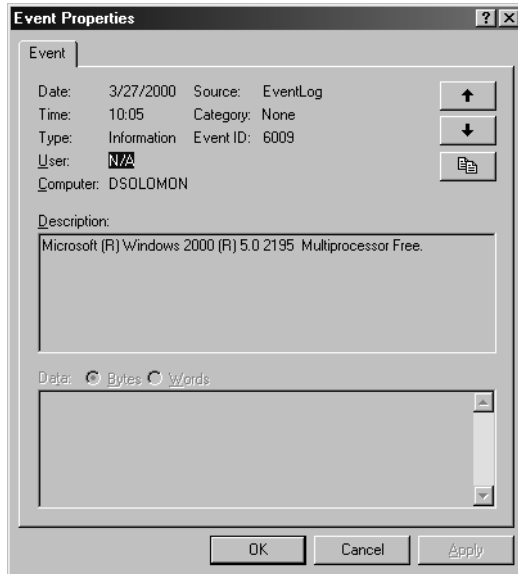 Event Properties
Event
Date: 3/27/2000 Source: EventLog
Time: 10:05 Category: None
Type: Information Event ID: 6009
User: N/A
Computer: DSOLOMON
Description:
Microsoft (R) Windows 2000 (R) 5.0 2195 Multiprocessor Free.
Data: Bytes Words
OK Cancel Apply